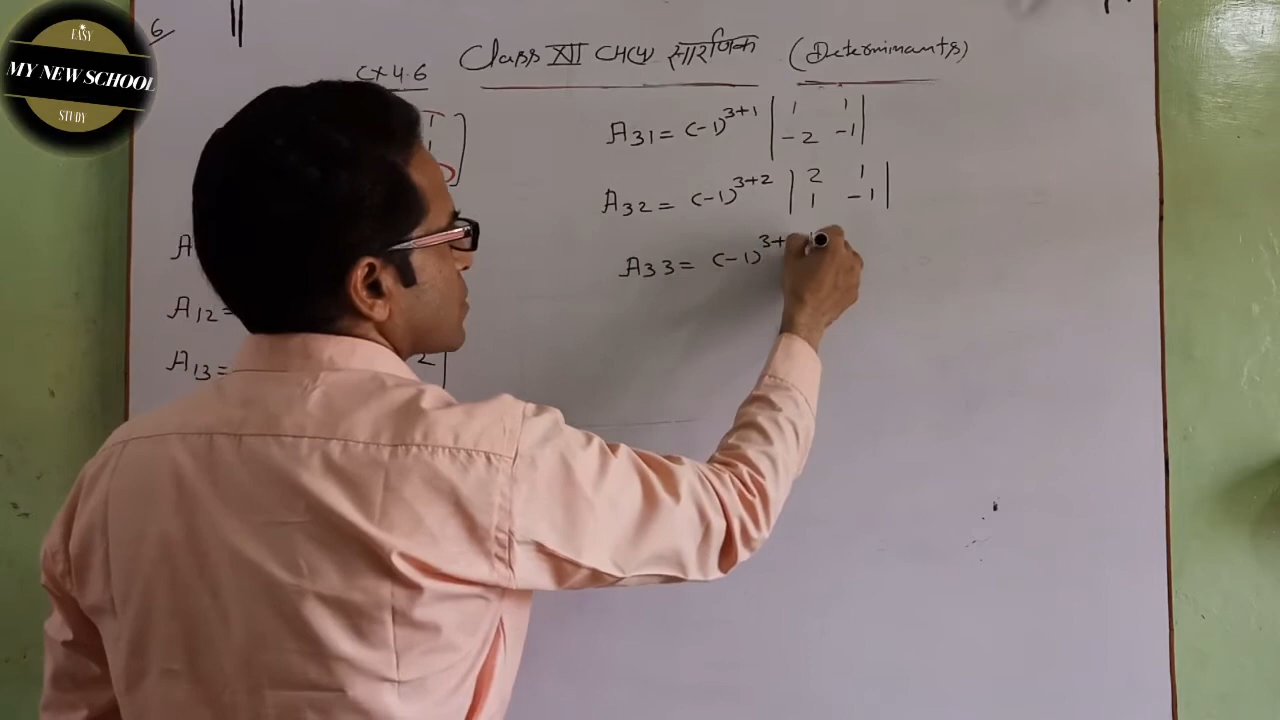 EASY
MY NEW SCHOOL
STUDY
6
Class XII CH(4) सारणिक (Determinants)
Ex 4.6
A31 = (-1)^3+1 | 1 1
-2 -1 |
A32 = (-1)^3+2 | 2 1
1 -1 |
A33 = (-1)^3+
A
A12 =
A13 =
2 |